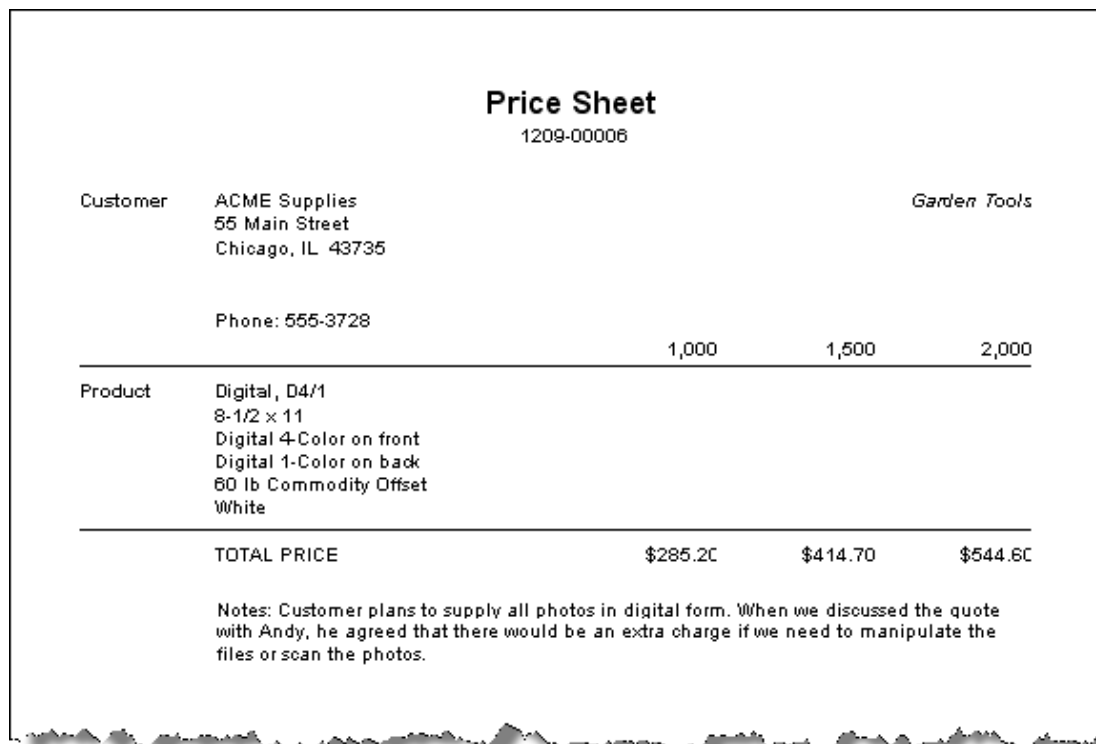 Price Sheet
1209-00006
Customer ACME Supplies Garden Tools
55 Main Street
Chicago, IL 43735
Phone: 555-3728
1,000 1,500 2,000
Product Digital, D4/1
8-1/2 x 11
Digital 4-Color on front
Digital 1-Color on back
60 lb Commodity Offset
White
TOTAL PRICE $285.20 $414.70 $544.60
Notes: Customer plans to supply all photos in digital form. When we discussed the quote
with Andy, he agreed that there would be an extra charge if we need to manipulate the
files or scan the photos.